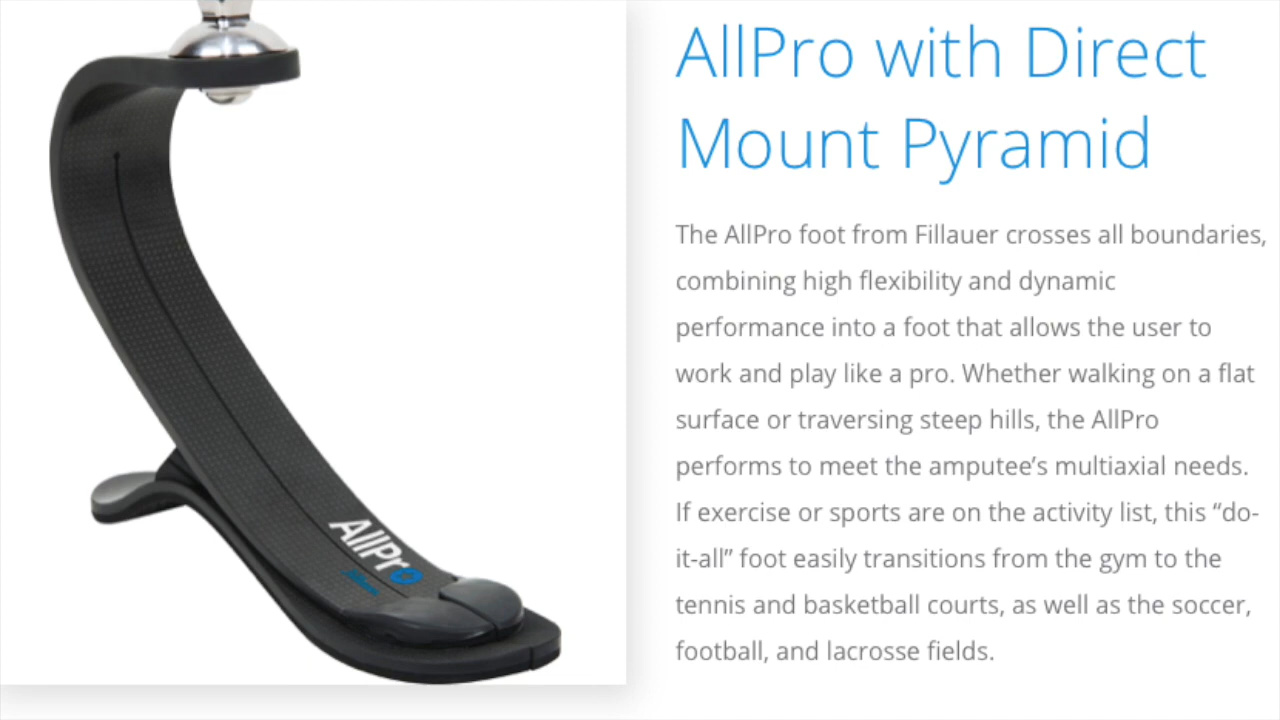 AllPro with Direct
Mount Pyramid
The AllPro foot from Fillauer crosses all boundaries,
combining high flexibility and dynamic
performance into a foot that allows the user to
work and play like a pro. Whether walking on a flat
surface or traversing steep hills, the AllPro
performs to meet the amputee’s multiaxial needs.
If exercise or sports are on the activity list, this “do-
it-all” foot easily transitions from the gym to the
tennis and basketball courts, as well as the soccer,
football, and lacrosse fields.
AllPro